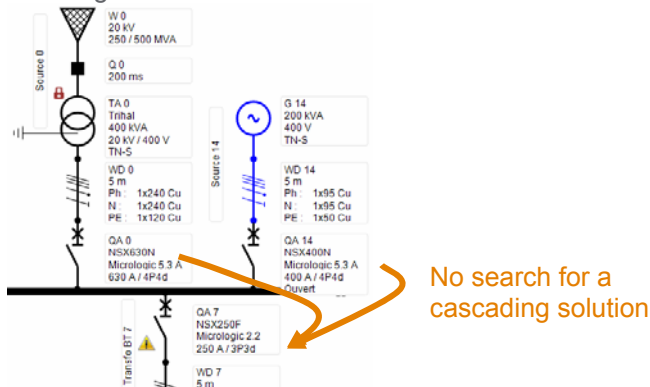 W 0
20 kV
250 / 500 MVA
Source 0
Q 0
200 ms
TA 0
Trihal
400 kVA
20 kV / 400 V
TN-S
WD 0
5 m
Ph : 1x240 Cu
N : 1x240 Cu
PE : 1x120 Cu
QA 0
NSX630N
Micrologic 5.3 A
630 A / 4P4d
Source 14
G 14
200 kVA
400 V
TN-S
WD 14
5 m
Ph : 1x95 Cu
N : 1x95 Cu
PE : 1x50 Cu
QA 14
NSX400N
Micrologic 5.3 A
400 A / 4P4d
Ouvert
No search for a
cascading solution
Transfo BT 7
QA 7
NSX250F
Micrologic 2.2
250 A / 3P3d
WD 7
5 m